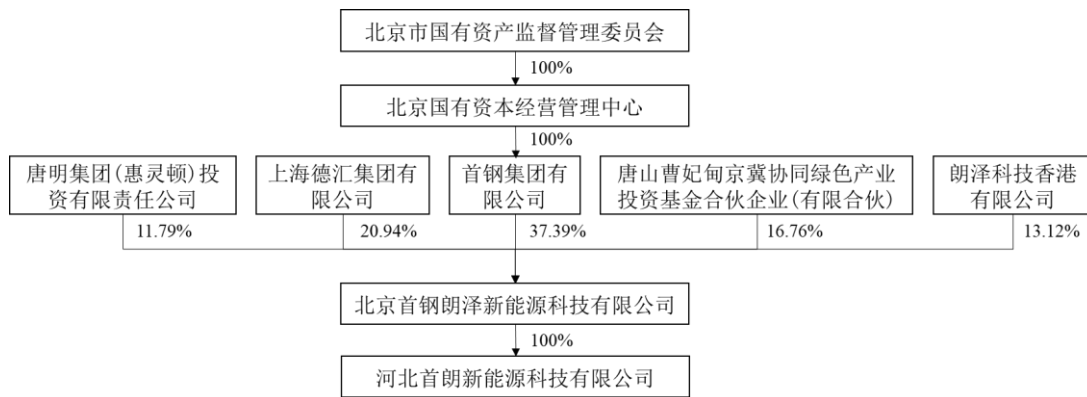 北京市国有资产监督管理委员会
100%
北京国有资本经营管理中心
100%
唐明集团(惠灵顿)投
资有限责任公司
上海德汇集团有
限公司
首钢集团有
限公司
唐山曹妃甸京冀协同绿色产业
投资基金合伙企业(有限合伙)
朗泽科技香港
有限公司
11.79%
20.94%
37.39%
16.76%
13.12%
北京首钢朗泽新能源科技有限公司
100%
河北首朗新能源科技有限公司